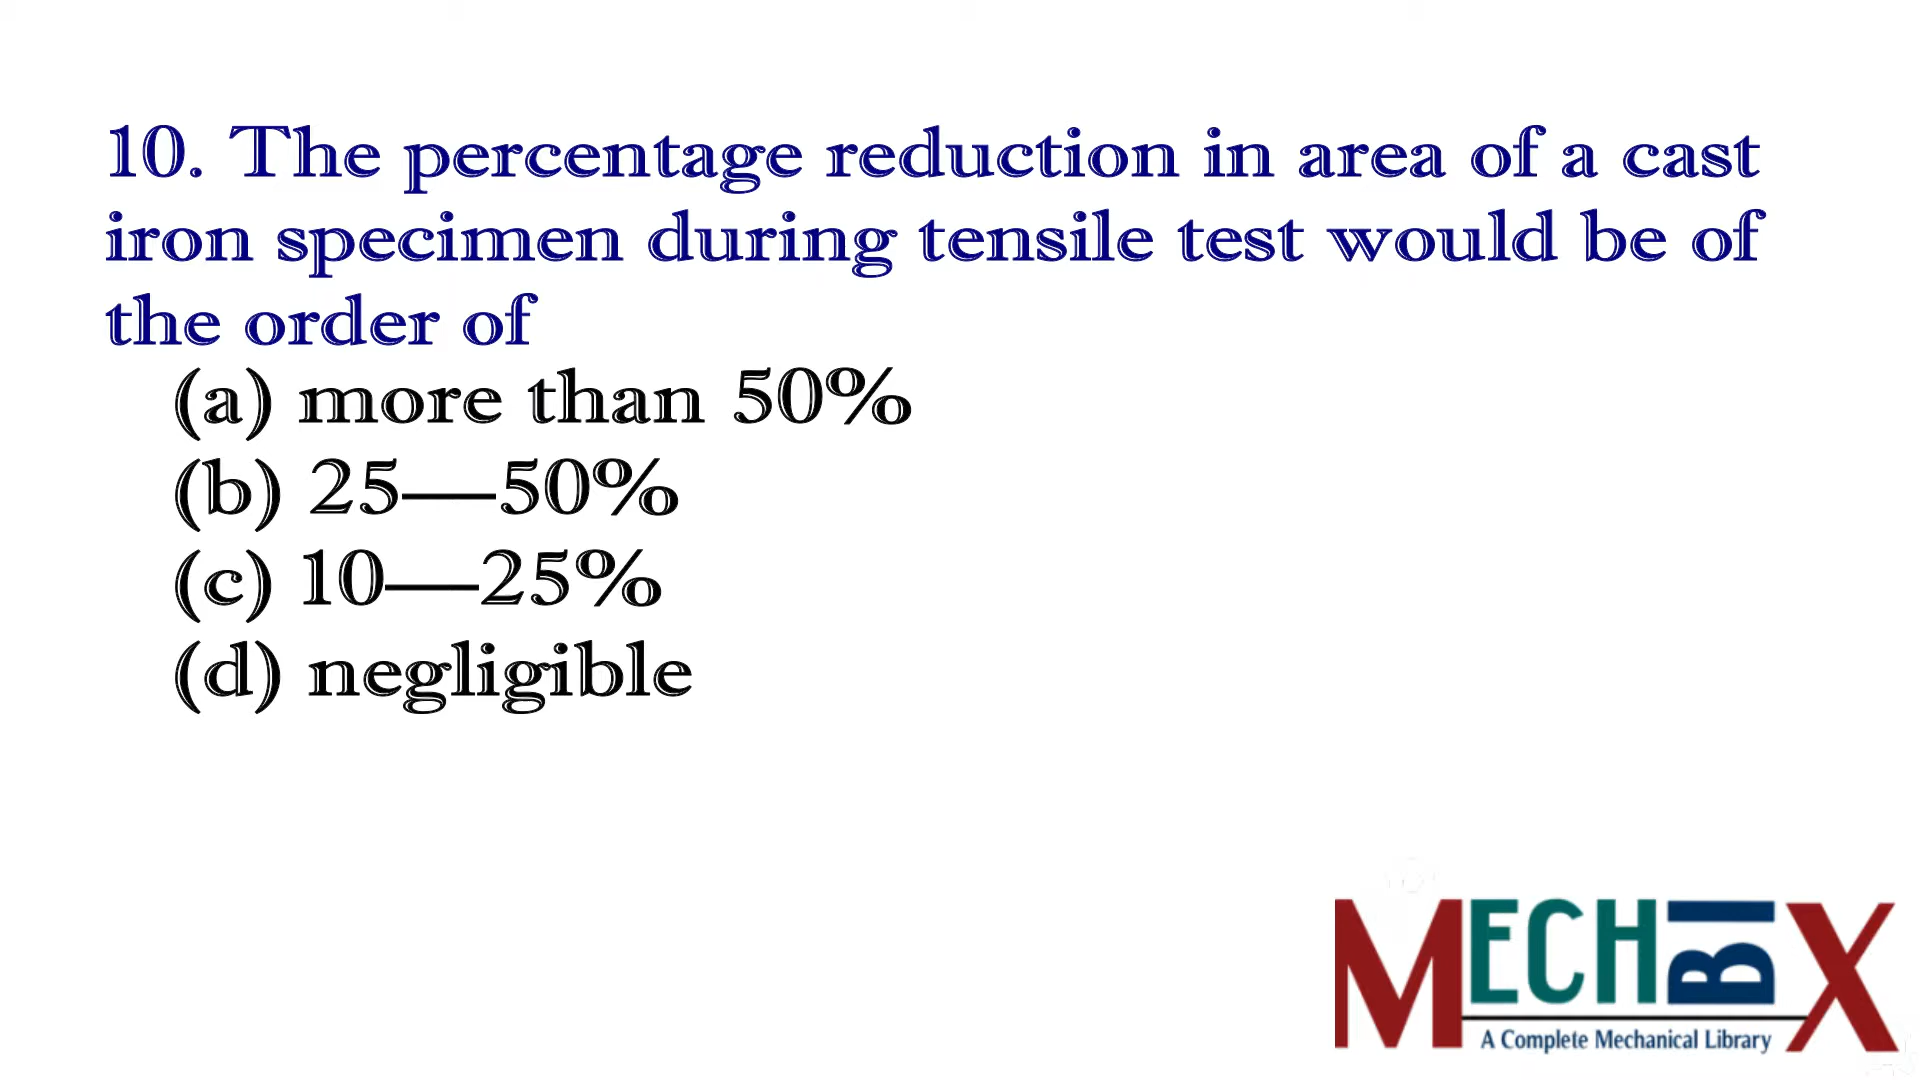 10. The percentage reduction in area of a cast
iron specimen during tensile test would be of
the order of
(a) more than 50%
(b) 25—50%
(c) 10—25%
(d) negligible
MECHBIX
A Complete Mechanical Library